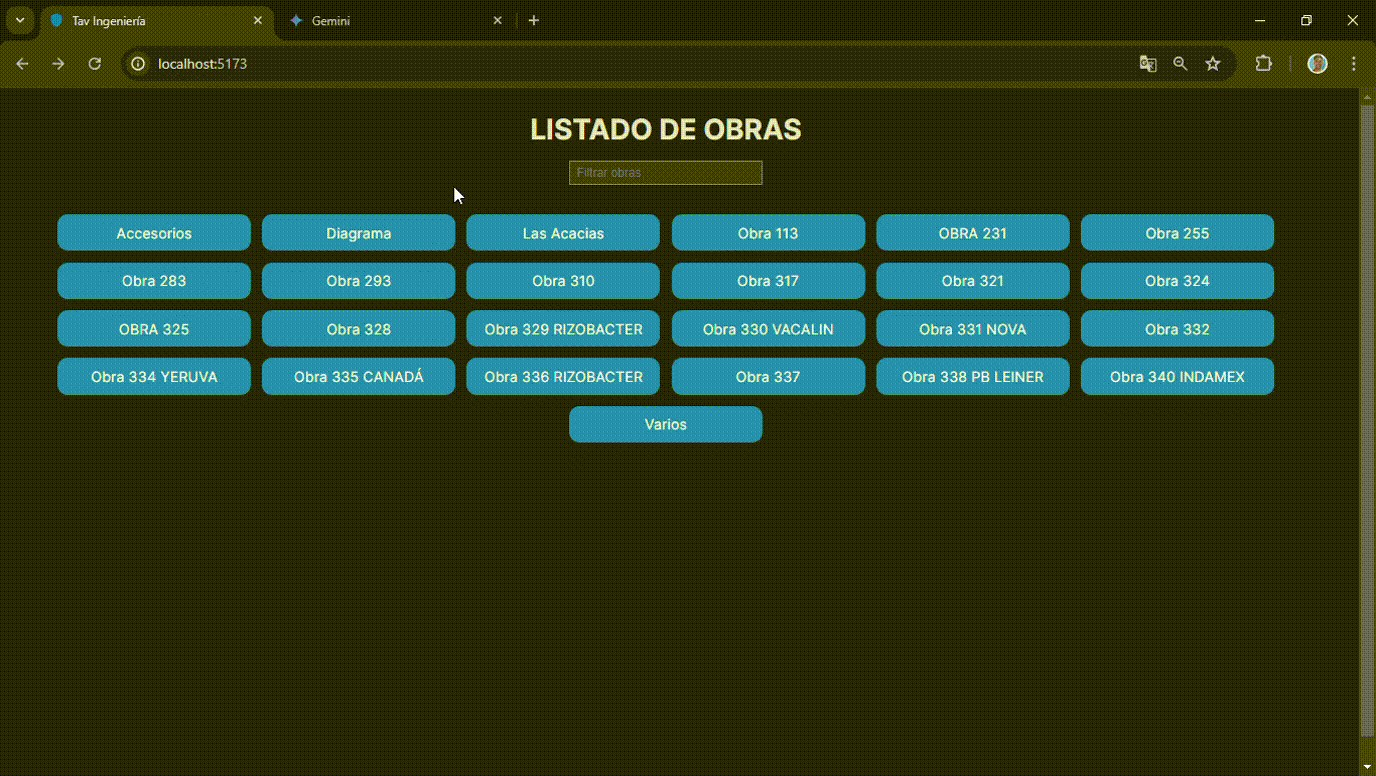 Tav Ingeniería
Gemini
localhost:5173
LISTADO DE OBRAS
Filtrar obras
Accesorios
Diagrama
Las Acacias
Obra 113
OBRA 231
Obra 255
Obra 283
Obra 293
Obra 310
Obra 317
Obra 321
Obra 324
OBRA 325
Obra 328
Obra 329 RIZOBACTER
Obra 330 VACALIN
Obra 331 NOVA
Obra 332
Obra 334 YERUVA
Obra 335 CANADÁ
Obra 336 RIZOBACTER
Obra 337
Obra 338 PB LEINER
Obra 340 INDAMEX
Varios